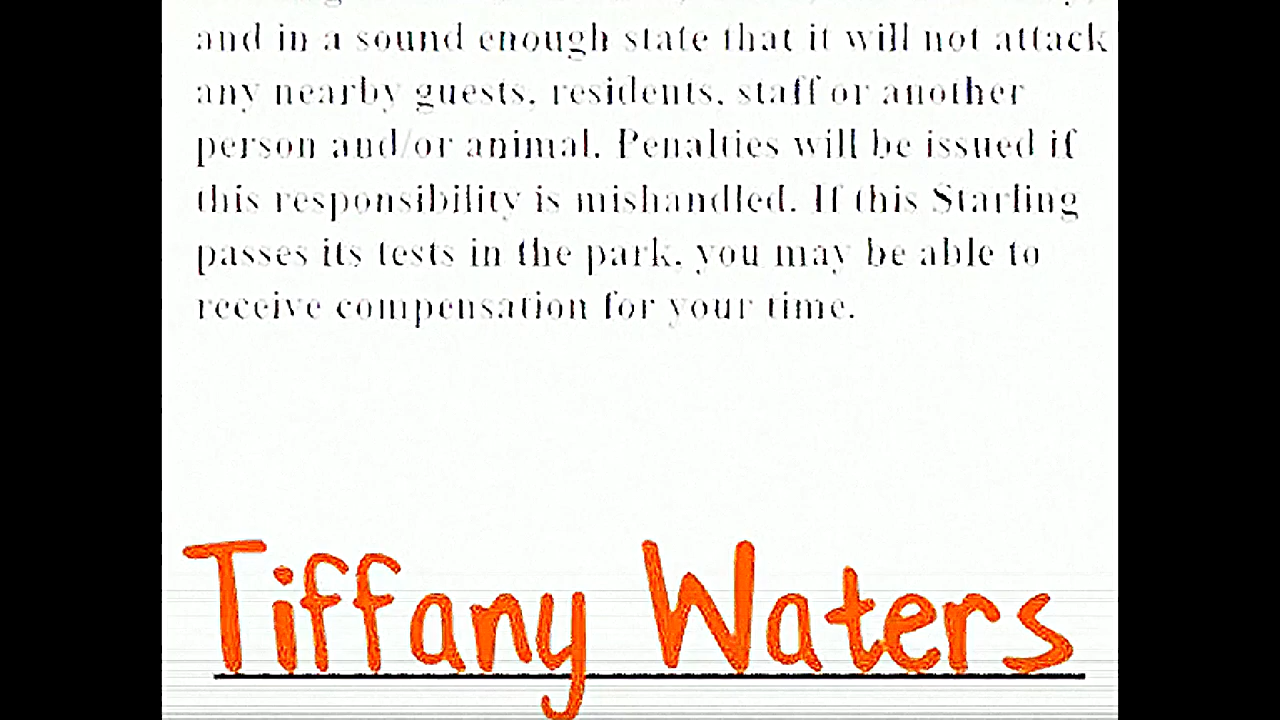 and in a sound enough state that it will not attack
any nearby guests, residents, staff or another
person and/or animal. Penalties will be issued if
this responsibility is mishandled. If this Starling
passes its tests in the park, you may be able to
receive compensation for your time.
Tiffany Waters